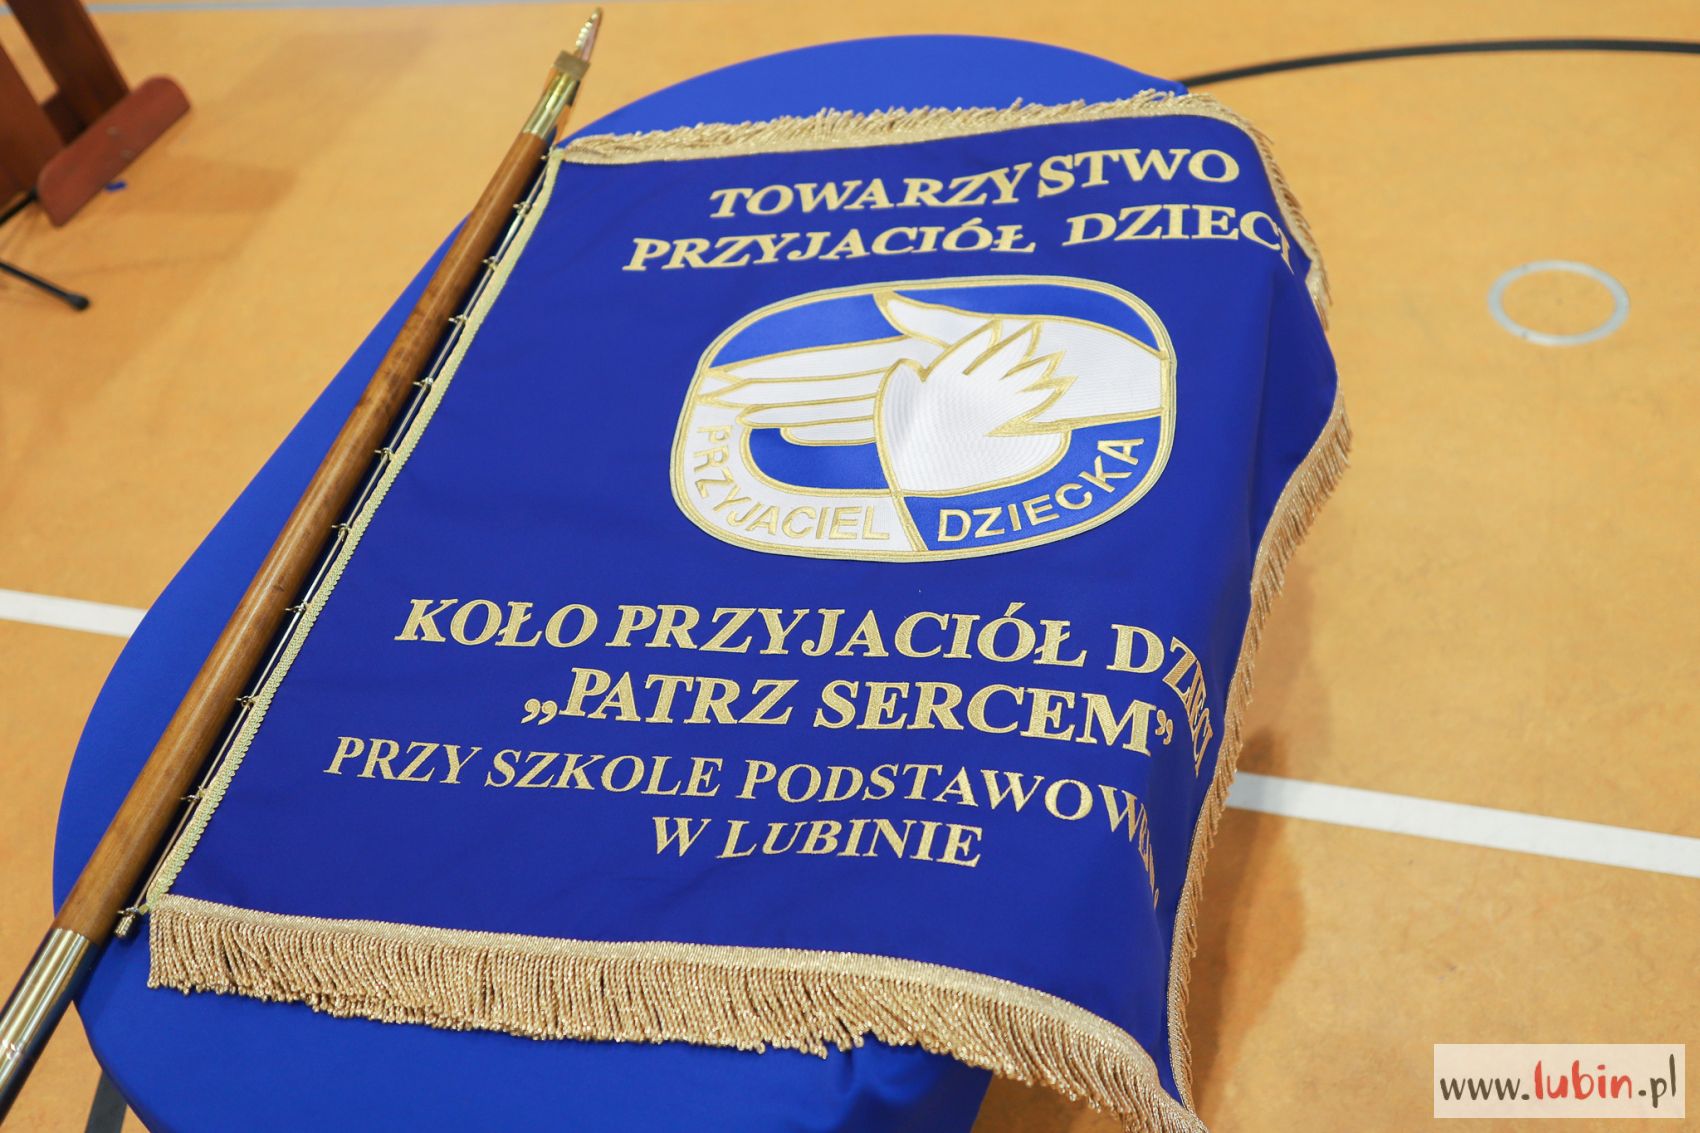 TOWARZYSTWO
PRZYJACIÓŁ DZIECI
PRZYJACIEL DZIECKA
KOŁO PRZYJACIÓŁ DZIECI
„PATRZ SERCEM”
PRZY SZKOLE PODSTAWOWEJ
W LUBINIE
www.lubin.pl